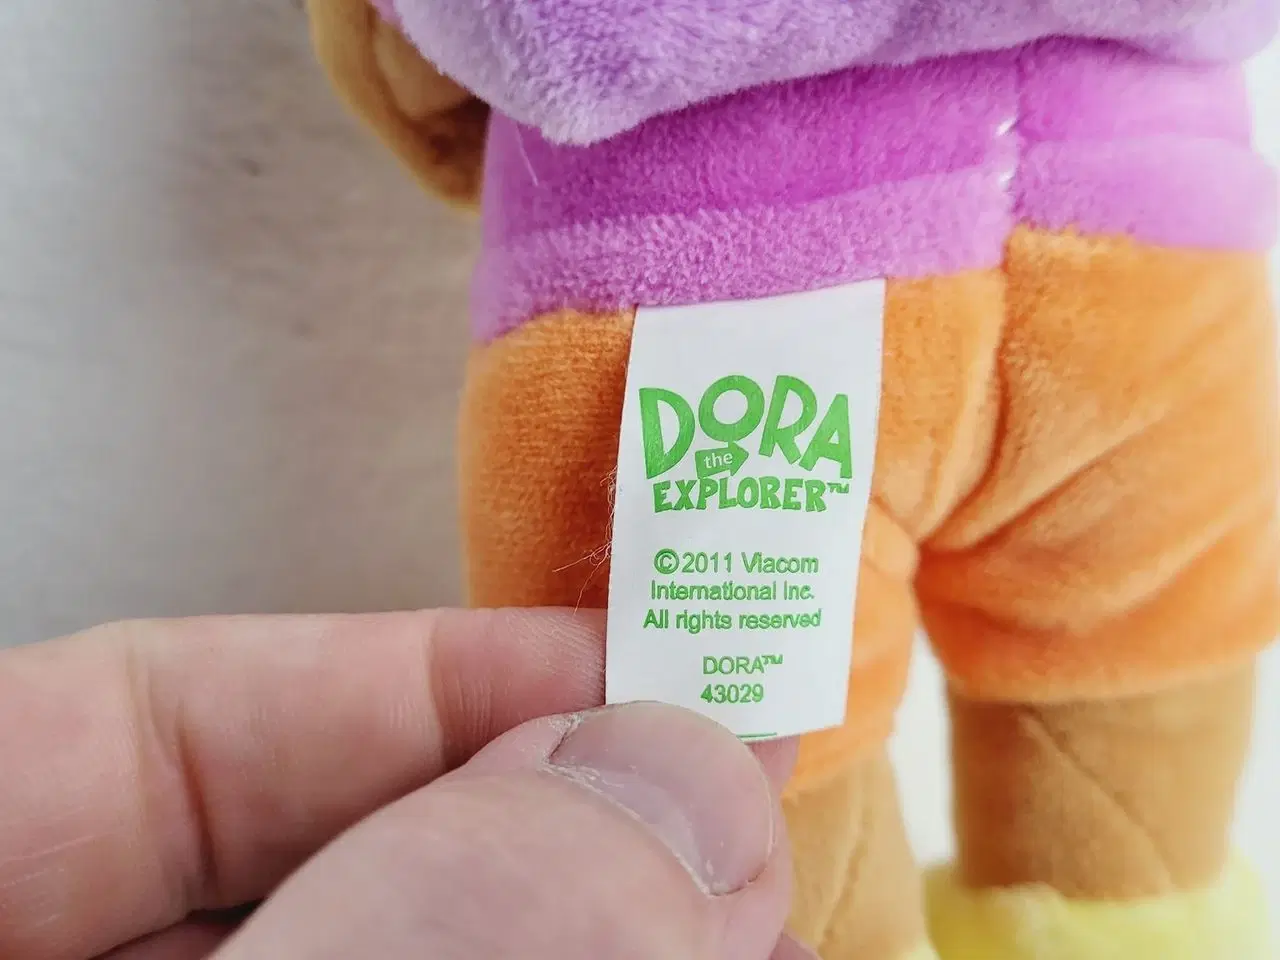 DORA
the
EXPLORER™
©2011 Viacom
International Inc.
All rights reserved
DORA™
43029